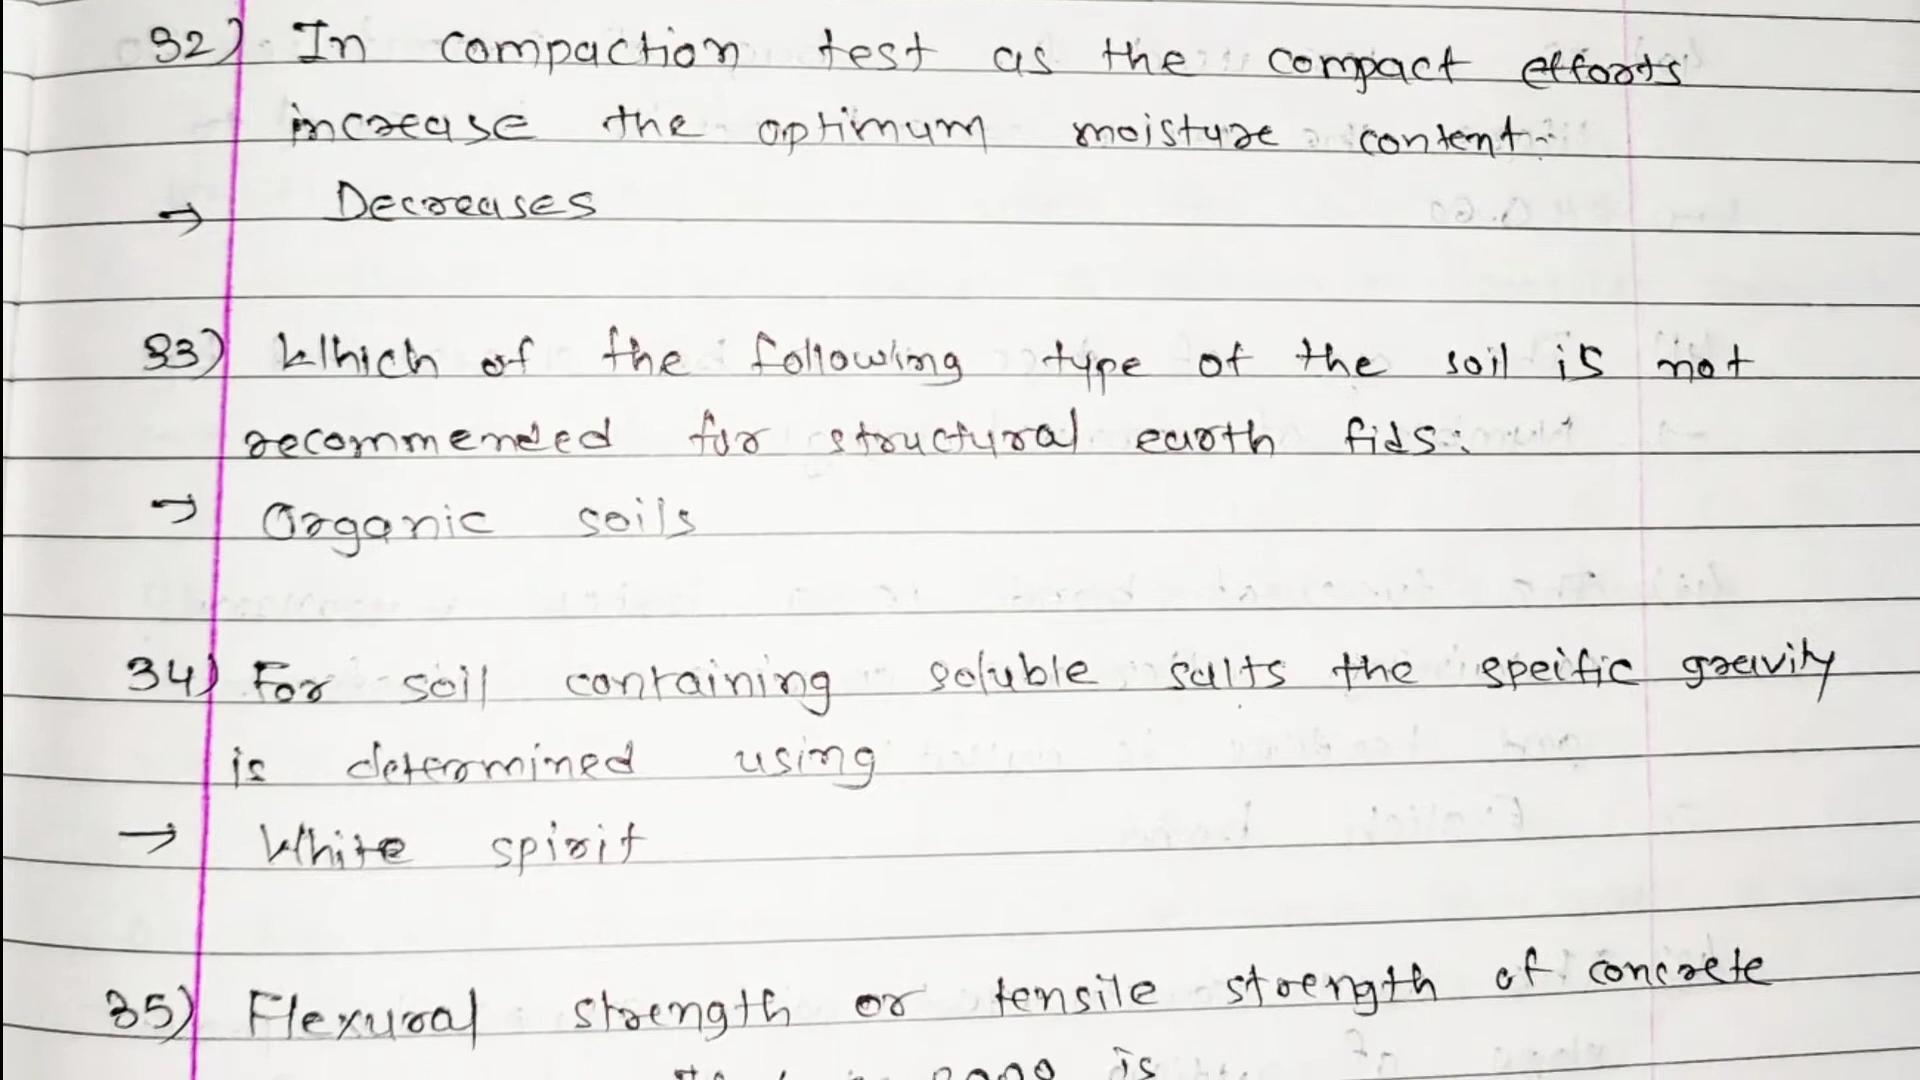 32) In compaction test as the compact efforts
increase the optimum moisture content.
→ Decreases
33) Which of the following type of the soil is not
recommended for structural earth fids:
→ Organic soils
34) For soil containing soluble salts the speific gravity
is determined using
→ White spirit
35) Flexural strength or tensile strength of concrete
is